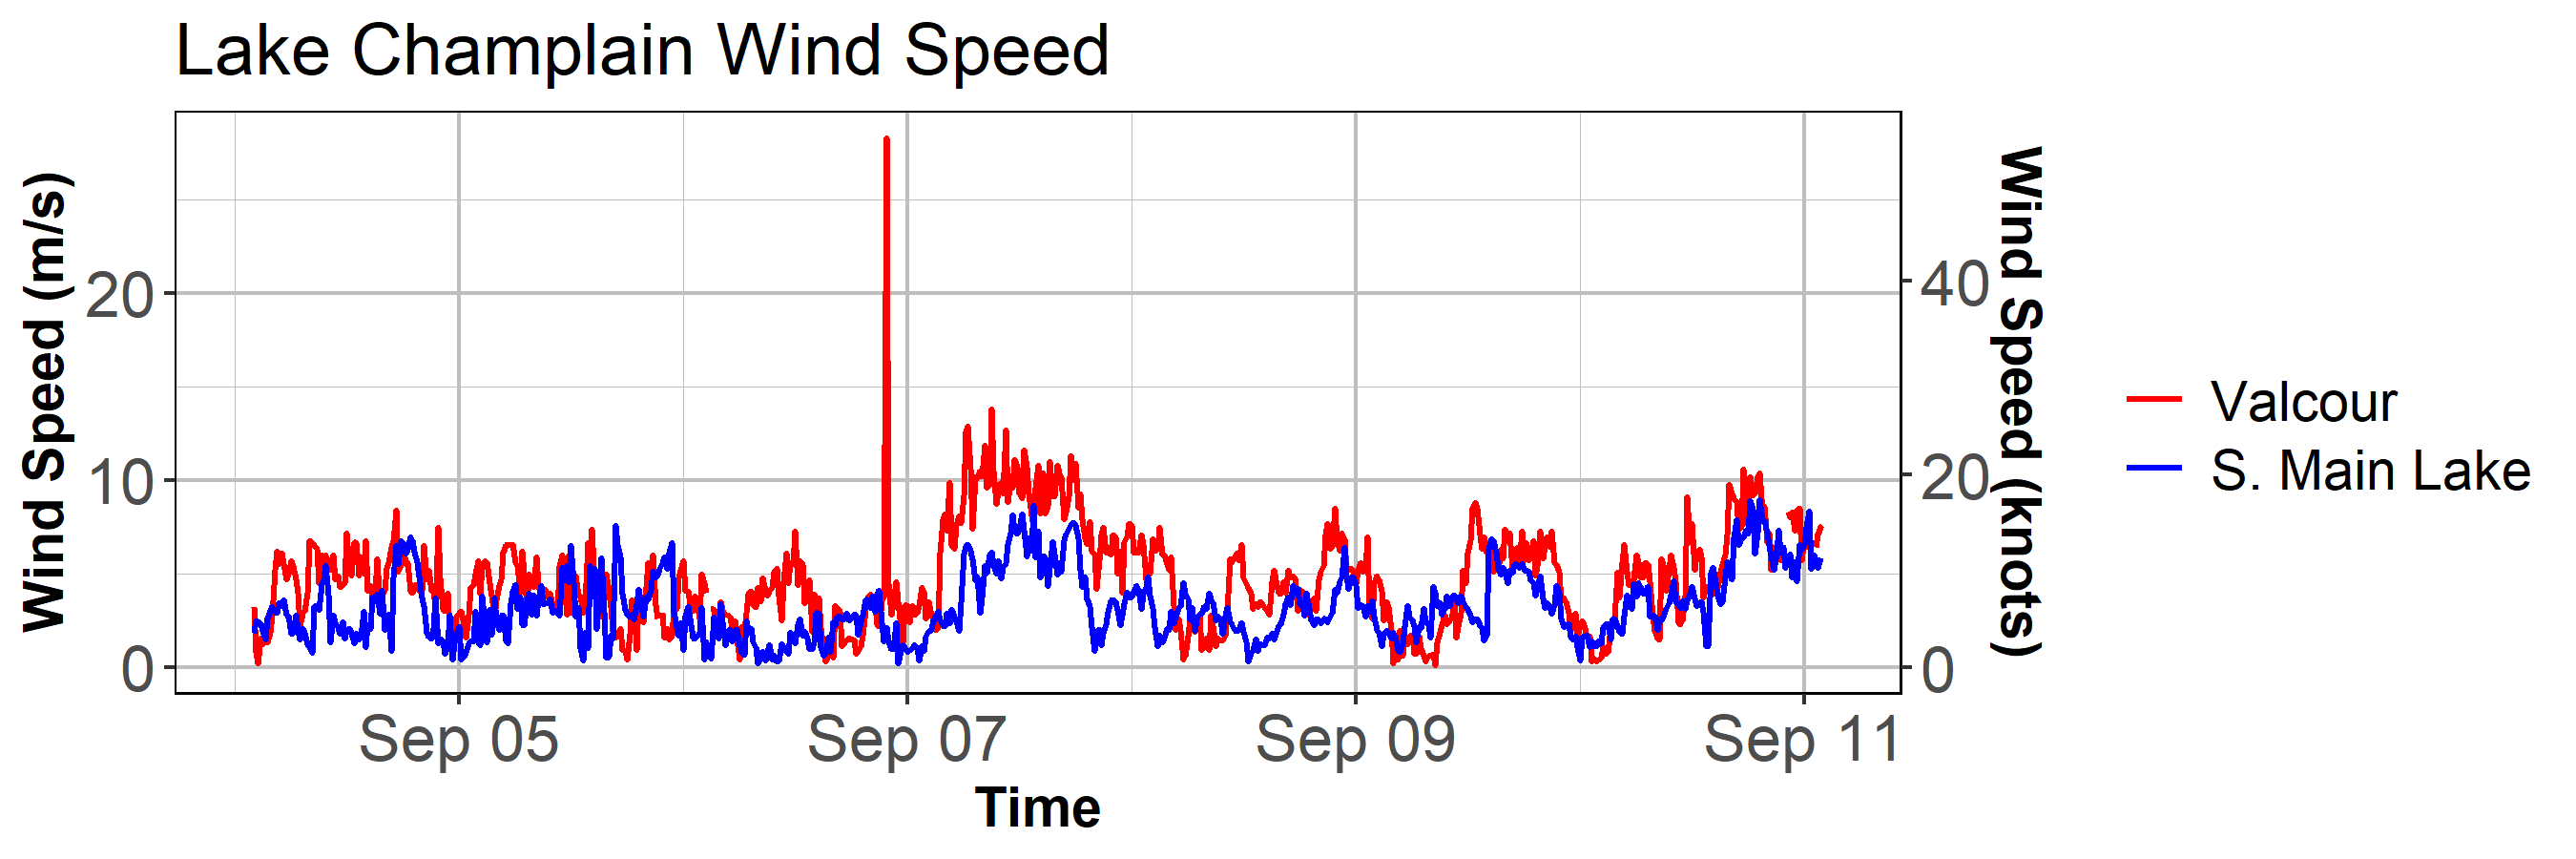 Lake Champlain Wind Speed
Wind Speed (m/s)
20
10
0
Wind Speed (knots)
40
20
0
Sep 05
Sep 07
Sep 09
Sep 11
Time
Valcour
S. Main Lake